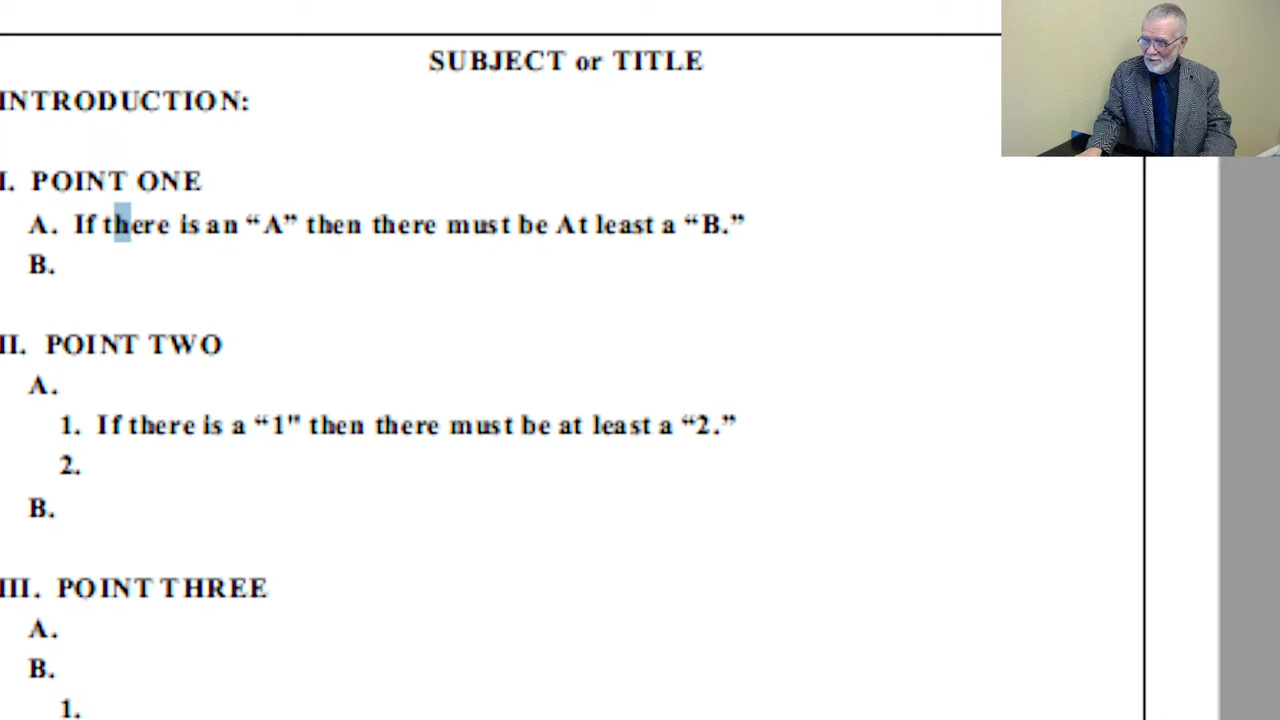 SUBJECT or TITLE
INTRODUCTION:
I. POINT ONE
A. If there is an “A” then there must be At least a “B.”
B.
II. POINT TWO
A.
1. If there is a “1" then there must be at least a “2.”
2.
B.
III. POINT THREE
A.
B.
1.